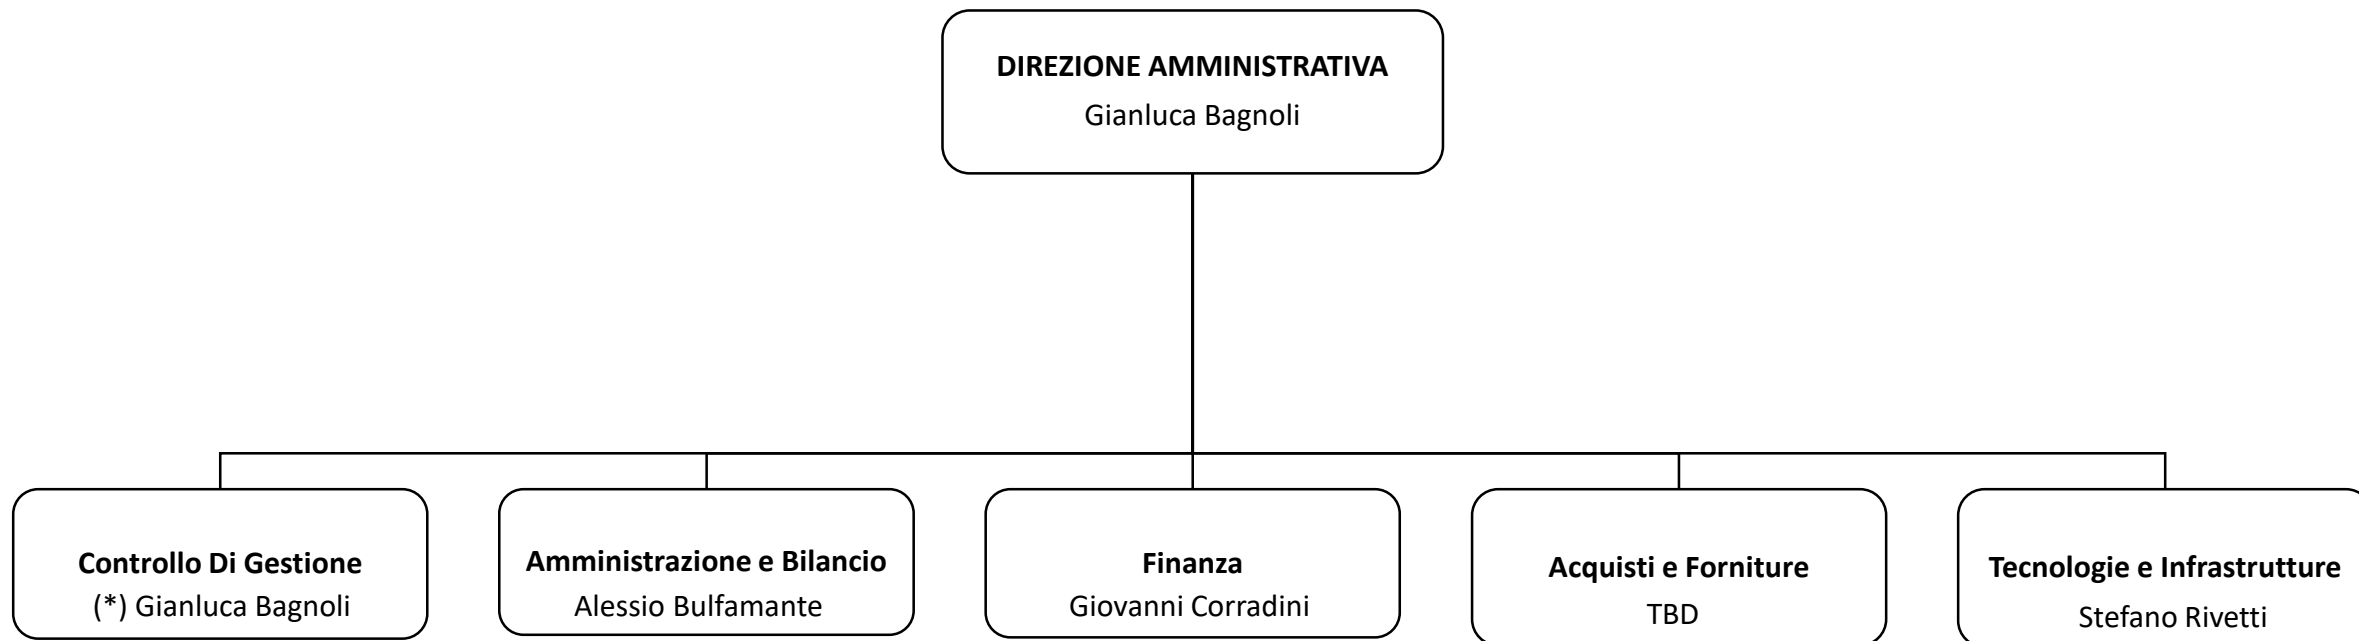 DIREZIONE AMMINISTRATIVA
Gianluca Bagnoli
Controllo Di Gestione
(*) Gianluca Bagnoli
Amministrazione e Bilancio
Alessio Bulfamante
Finanza
Giovanni Corradini
Acquisti e Forniture
TBD
Tecnologie e Infrastrutture
Stefano Rivetti